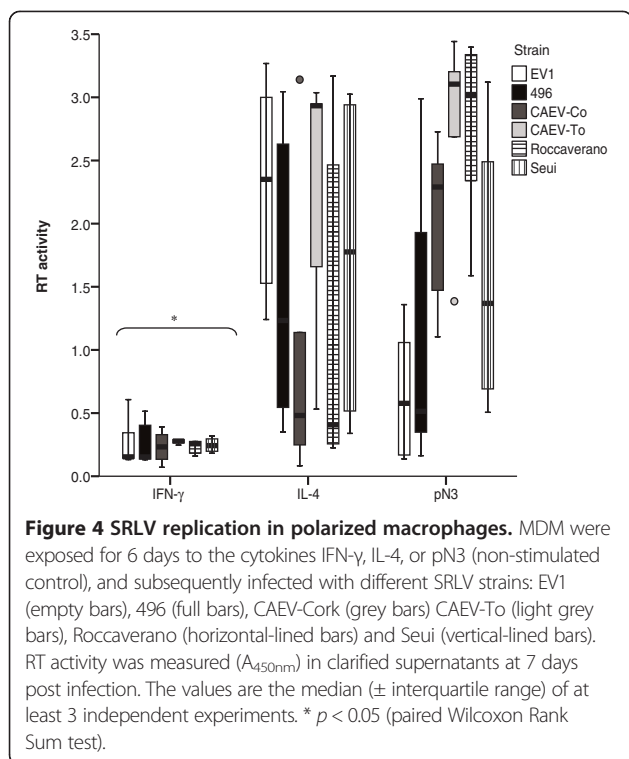 3.5
3.0
2.5
2.0
1.5
1.0
0.5
0.0
RT activity
*
IFN-γ
IL-4
pN3
Strain
EV1
496
CAEV-Co
CAEV-To
Roccaverano
Seui
Figure 4 SRLV replication in polarized macrophages. MDM were
exposed for 6 days to the cytokines IFN-γ, IL-4, or pN3 (non-stimulated
control), and subsequently infected with different SRLV strains: EV1
(empty bars), 496 (full bars), CAEV-Cork (grey bars) CAEV-To (light grey
bars), Roccaverano (horizontal-lined bars) and Seui (vertical-lined bars).
RT activity was measured (A450nm) in clarified supernatants at 7 days
post infection. The values are the median (± interquartile range) of at
least 3 independent experiments. * p < 0.05 (paired Wilcoxon Rank
Sum test).